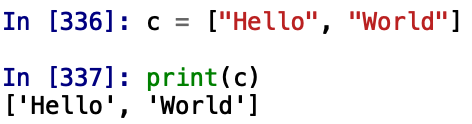 In [336]: c = ["Hello", "World"]
In [337]: print(c)
['Hello', 'World']